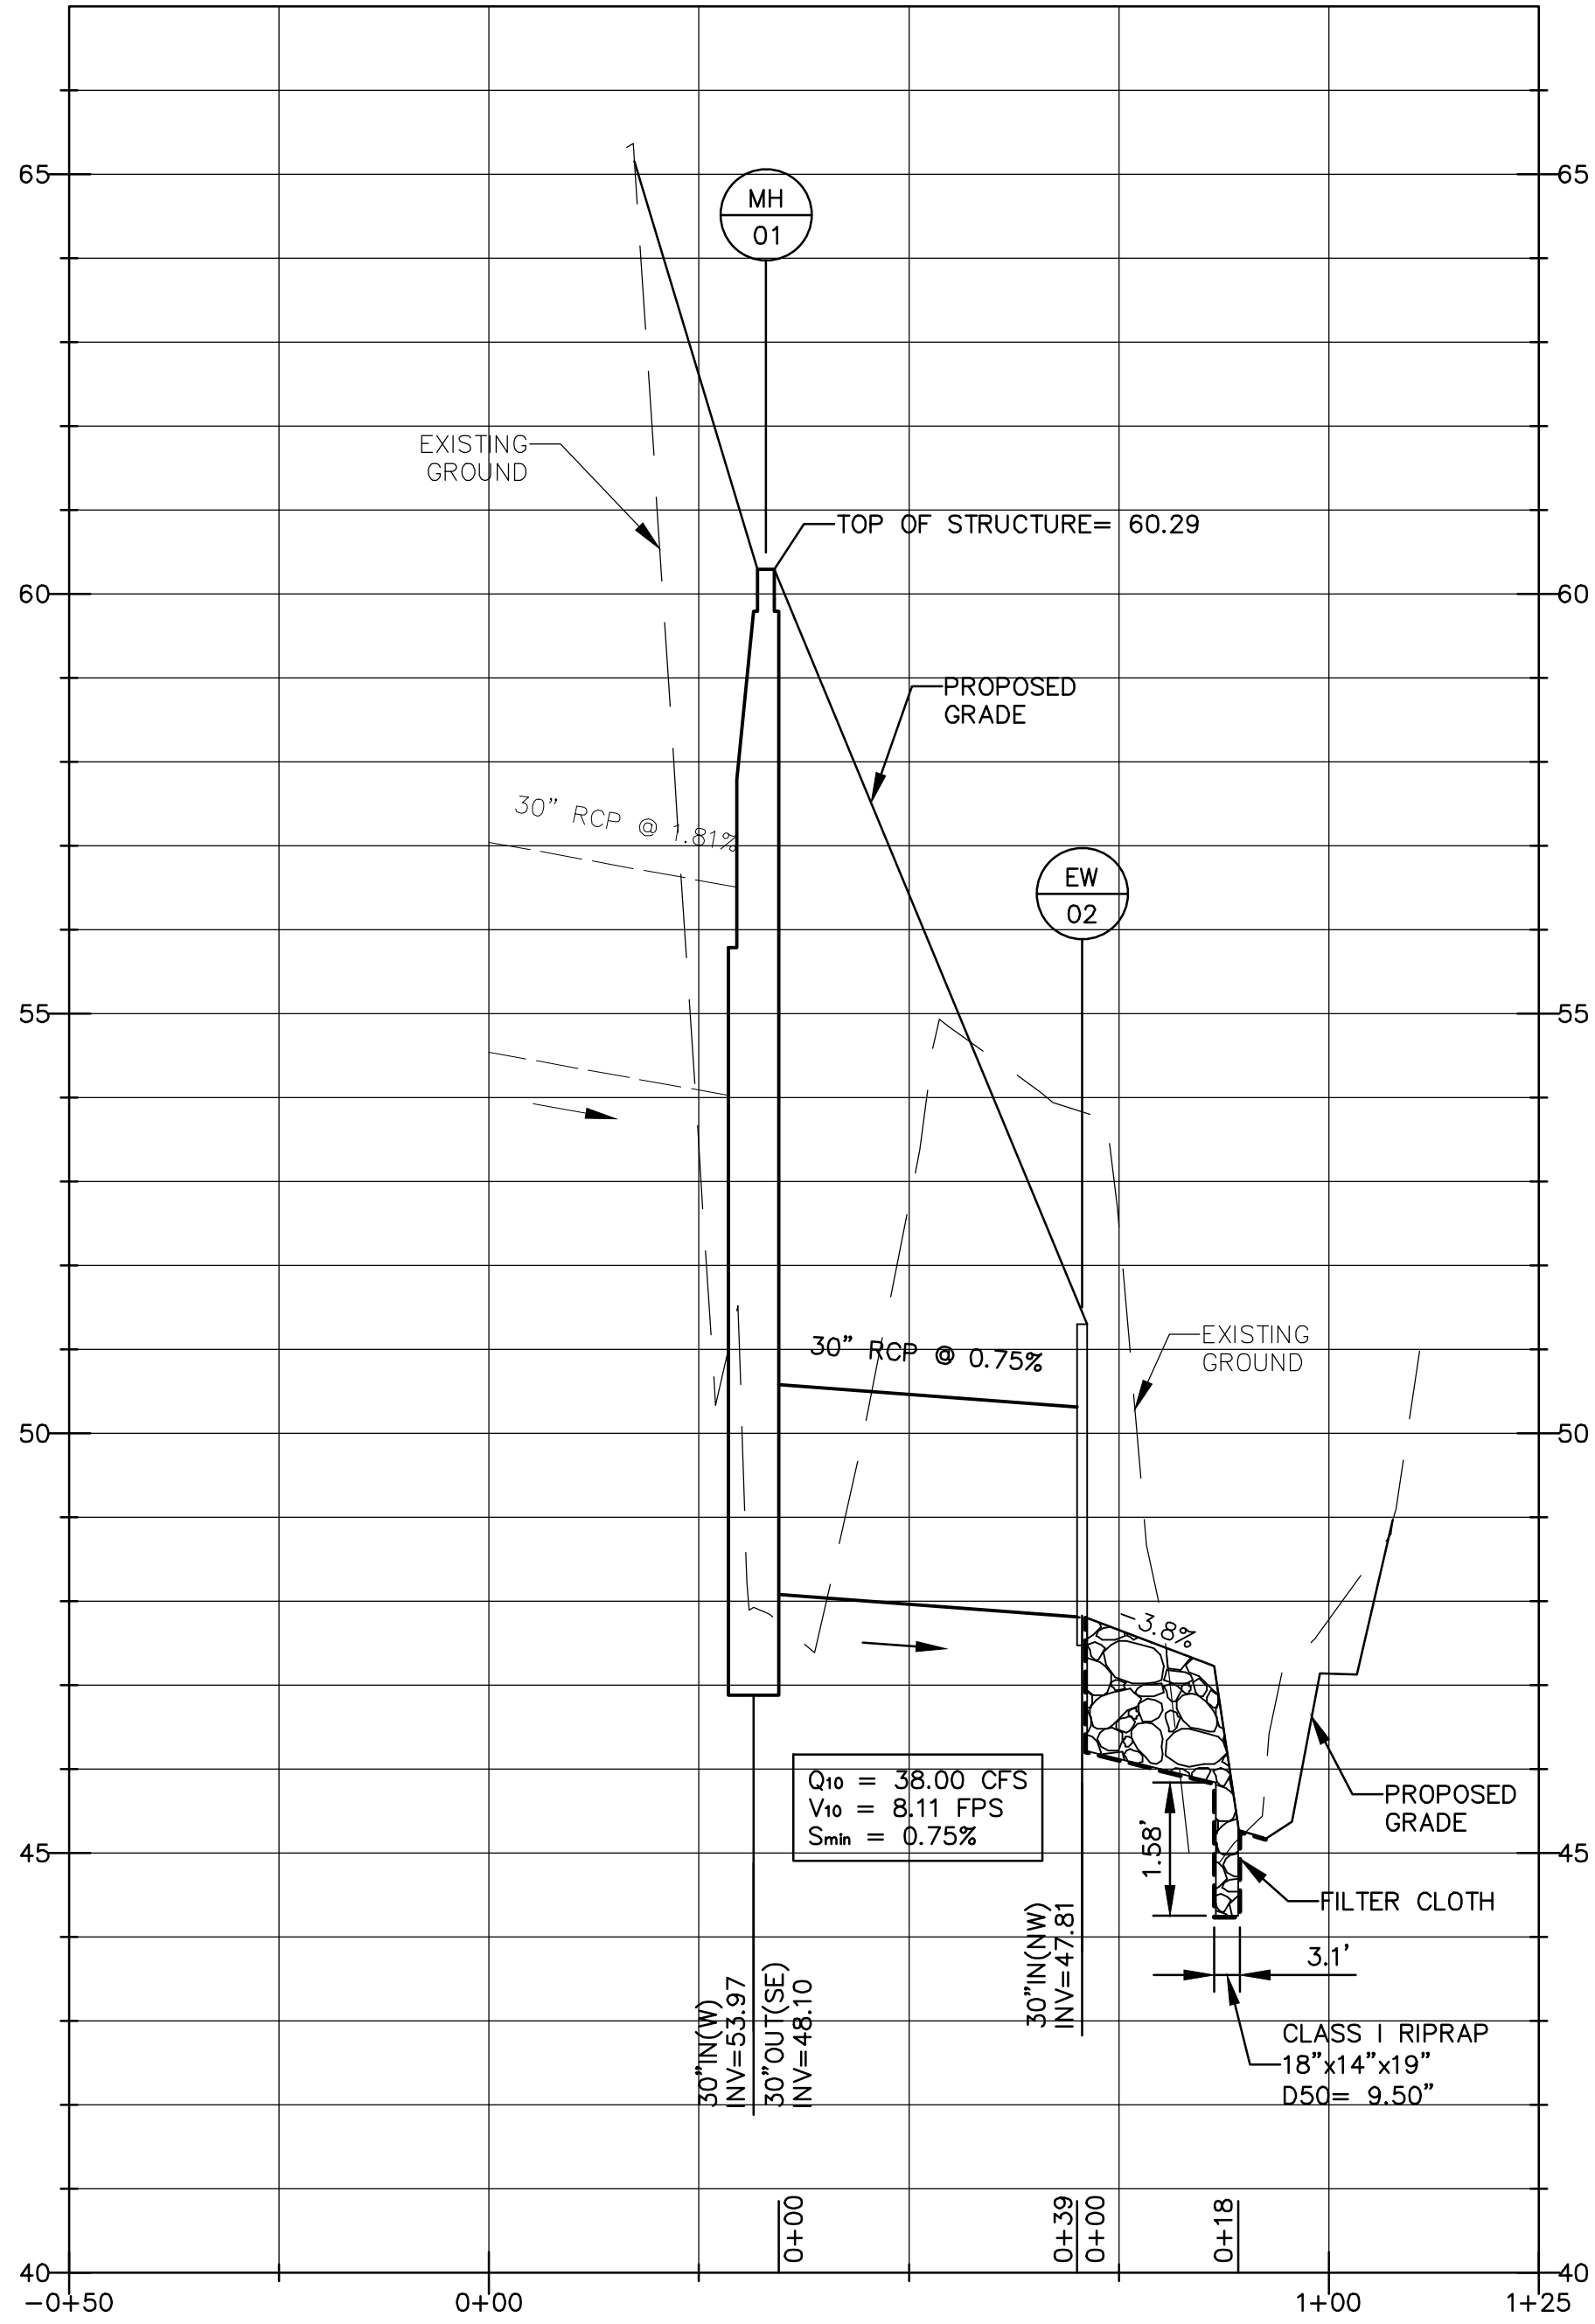 65
65
MH
01
EXISTING
GROUND
TOP OF STRUCTURE= 60.29
60
60
PROPOSED
GRADE
30" RCP @ 1.81%
EW
02
55
55
30" RCP @ 0.75%
EXISTING
GROUND
50
50
-3.8%
Q10 = 38.00 CFS
V10 = 8.11 FPS
Smin = 0.75%
PROPOSED
GRADE
1.58'
45
45
FILTER CLOTH
3.1'
30"IN(W)
INV=53.97
30"OUT(SE)
INV=48.10
30"IN(NW)
INV=47.81
CLASS I RIPRAP
18"x14"x19"
D50= 9.50"
0+00
0+39
0+00
0+18
40
40
-0+50
0+00
1+00
1+25